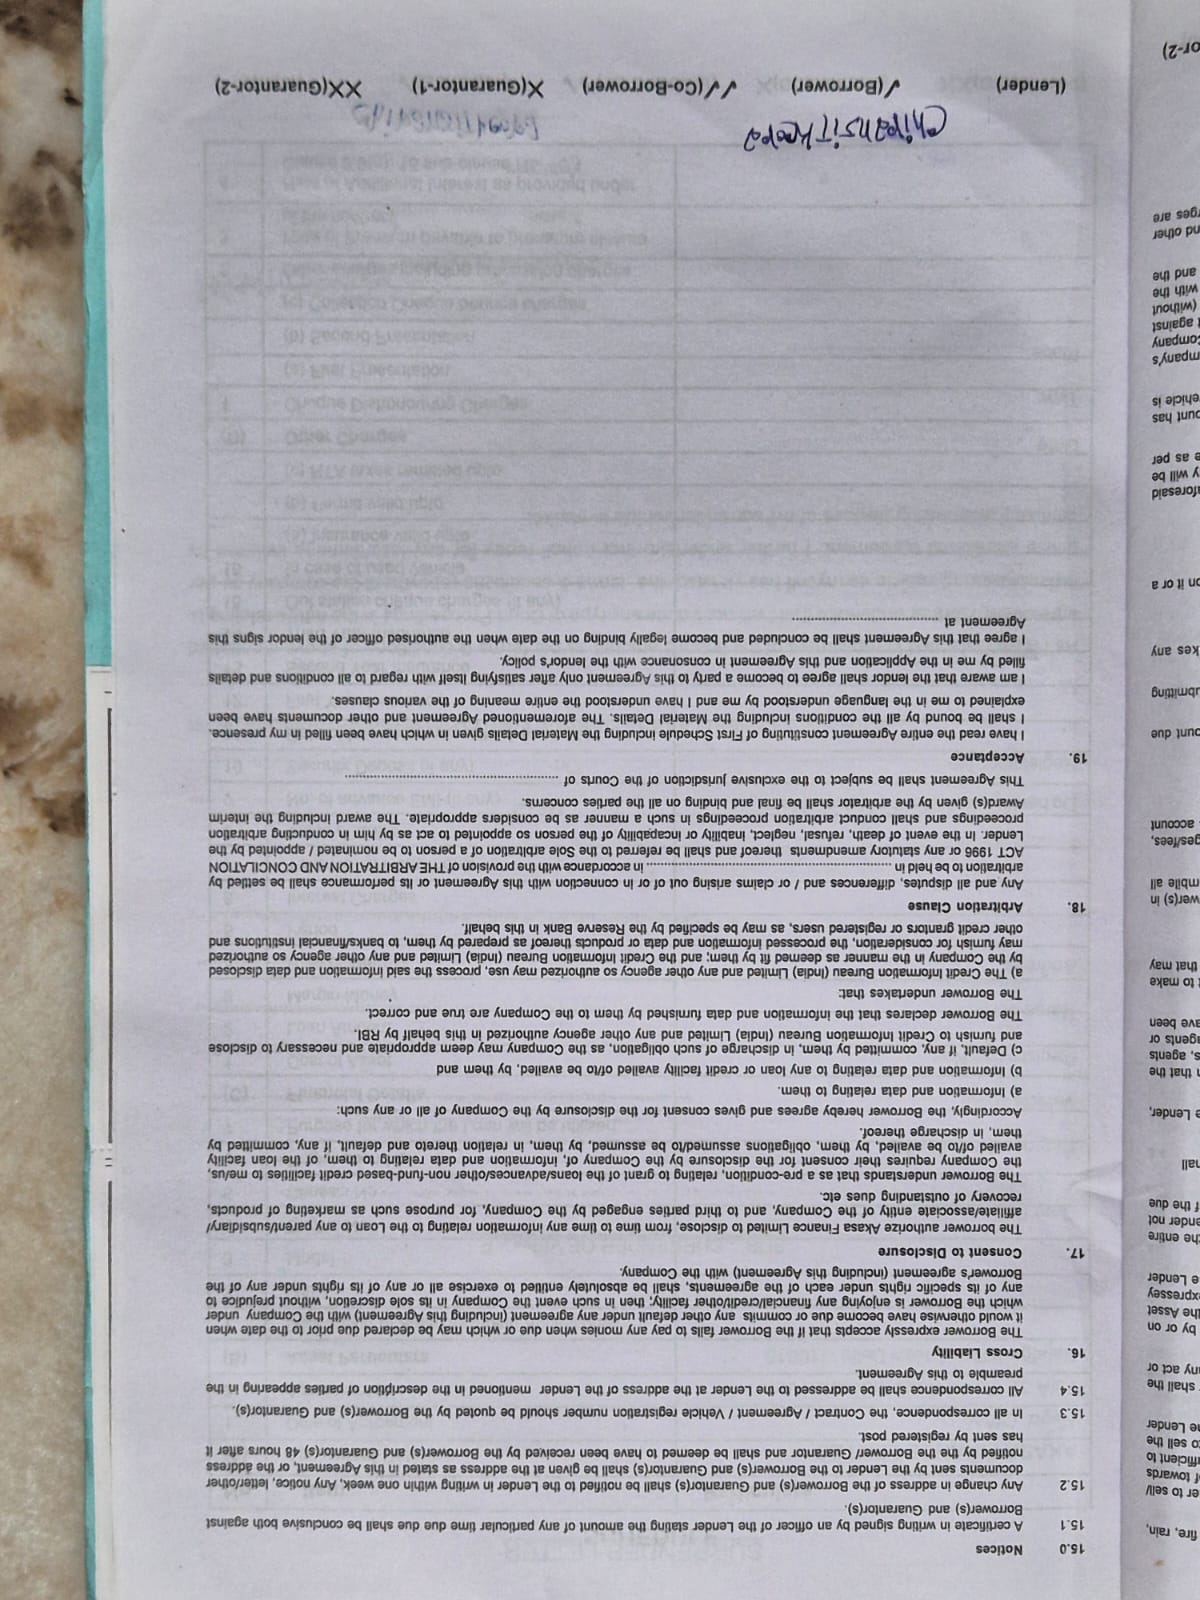 fire, rain,
er to sell/
f towards
ufficient to
to sell the
he Lender
shall the
any act or
by or on
the Asset
expressey
e Lender
the entire
ender not
f the due
hall
e Lender,
n that the
s, agents
agents or
ave been
t to make
that may
wer(s) in
mbile all
ges/fees,
account
ount due
ubmitting
kes any
on it or a
aforesaid
y will be
e as per
ount has
ehicle is
mpany's
Company
t against
(without
with the
and the
nd other
rges are
or-2)
15.0 Notices
15.1 A certificate in writing signed by an officer of the Lender stating the amount of any particular time due due shall be conclusive both against
Borrower(s) and Guarantor(s).
15.2 Any change in address of the Borrower(s) and Guarantor(s) shall be notified to the Lender in writing within one week, Any notice, letter/other
documents sent by the Lender to the Borrower(s) and Guarantor(s) shall be given at the address as stated in this Agreement, or the address
notified by the the Borrower/ Guarantor and shall be deemed to have been received by the Borrower(s) and Guarantor(s) 48 hours after it
has sent by registered post.
15.3 In all correspondence, the Contract / Agreement / Vehicle registration number should be quoted by the Borrower(s) and Guarantor(s).
15.4 All correspondence shall be addressed to the Lender at the address of the Lender mentioned in the description of parties appearing in the
preamble to this Agreement.
16. Cross Liability
The Borrower expressly accepts that if the Borrower fails to pay any monies when due or which may be declared due prior to the date when
it would otherwise have become due or commits any other default under any agreement (including this Agreement) with the Company under
which the Borrower is enjoying any financial/credit/other facility; then in such event the Company in its sole discretion, without prejudice to
any of its specific rights under each of the agreements, shall be absolutely entitled to exercise all or any of its rights under any of the
Borrower's agreement (including this Agreement) with the Company.
17. Consent to Disclosure
The borrower authorize Akasa Finance Limited to disclose, from time to time any information relating to the Loan to any parent/subsidiary/
affiliate/associate entity of the Company, and to third parties engaged by the Company, for purpose such as marketing of products,
recovery of outstanding dues etc.
The Borrower understands that as a pre-condition, relating to grant of the loans/advances/other non-fund-based credit facilities to me/us,
the Company requires their consent for the disclosure by the Company of, information and data relating to them, of the loan facility
availed of/to be availed, by them, obligations assumed/to be assumed, by them, in relation thereto and default, if any, committed by
them, in discharge thereof.
Accordingly, the Borrower hereby agrees and gives consent for the disclosure by the Company of all or any such:
a) Information and data relating to them.
b) Information and data relating to any loan or credit facility availed of/to be availed, by them and
c) Default, if any, committed by them, in discharge of such obligation, as the Company may deem appropriate and necessary to disclose
and furnish to Credit Information Bureau (India) Limited and any other agency authorized in this behalf by RBI.
The Borrower declares that the information and data furnished by them to the Company are true and correct.
The Borrower undertakes that:
a) The Credit Information Bureau (India) Limited and any other agency so authorized may use, process the said information and data disclosed
by the Company in the manner as deemed fit by them; and the Credit Information Bureau (India) Limited and any other agency so authorized
may furnish for consideration, the processed information and data or products thereof as prepared by them, to banks/financial institutions and
other credit grantors or registered users, as may be specified by the Reserve Bank in this behalf.
18. Arbitration Clause
Any and all disputes, differences and / or claims arising out of or in connection with this Agreement or Its performance shall be settled by
arbitration to be held in ........................................................ in accordance with the provision of THE ARBITRATION AND CONCILATION
ACT 1996 or any statutory amendments thereof and shall be referred to the Sole arbitration of a person to be nominated / appointed by the
Lender. In the event of death, refusal, neglect, inability or incapability of the person so appointed to act as by him in conducting arbitration
proceedings and shall conduct arbitration proceedings in such a manner as be considers appropriate. The award including the interim
Award(s) given by the arbitrator shall be final and binding on all the parties concerns.
This Agreement shall be subject to the exclusive Jurisdiction of the Courts of .................................................
19. Acceptance
I have read the entire Agreement constituting of First Schedule including the Material Details given in which have been filled in my presence.
I shall be bound by all the conditions including the Material Details. The aforementioned Agreement and other documents have been
explained to me in the language understood by me and I have understood the entire meaning of the various clauses.
I am aware that the lendor shall agree to become a party to this Agreement only after satisfying itself with regard to all conditions and details
filled by me in the Application and this Agreement in consonance with the lendor's policy.
I agree that this Agreement shall be concluded and become legally binding on the date when the authorised officer of the lendor signs this
Agreement at ..................................
(Lender) ✓(Borrower) ✓✓(Co-Borrower) X(Guarantor-1) XX(Guarantor-2)